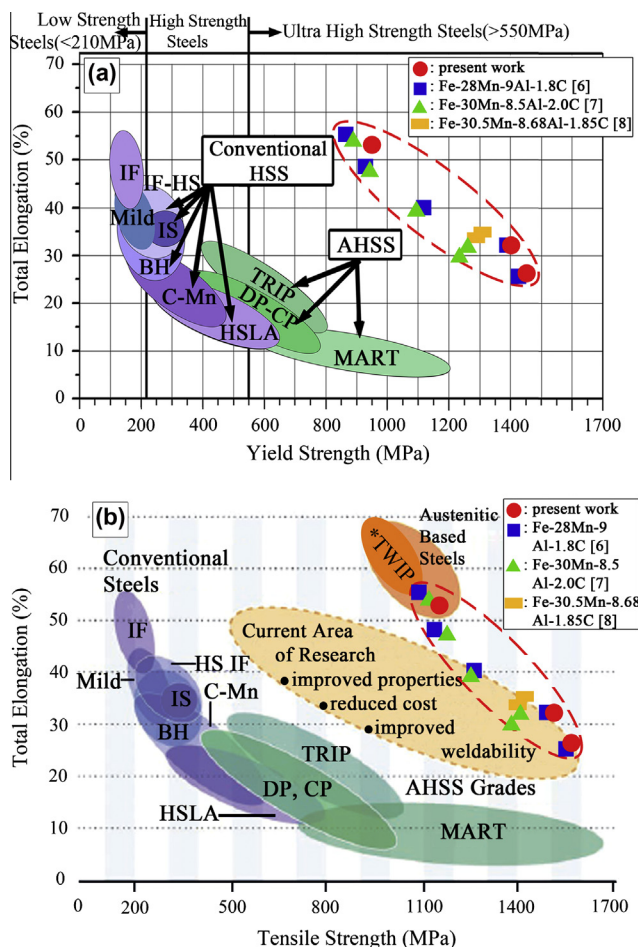 Low Strength
Steels(<210MPa)
High Strength
Steels
Ultra High Strength Steels(>550MPa)
(a)
: present work
: Fe-28Mn-9Al-1.8C [6]
: Fe-30Mn-8.5Al-2.0C [7]
: Fe-30.5Mn-8.68Al-1.85C [8]
Total Elongation (%)
70
60
50
40
30
20
10
0
IF
IF-HS
Mild
IS
BH
C-Mn
HSLA
Conventional
HSS
AHSS
TRIP
DP-CP
MART
0
200
400
600
800
1000
1200
1400
1700
Yield Strength (MPa)
(b)
: present work
: Fe-28Mn-9
Al-1.8C [6]
: Fe-30Mn-8.5
Al-2.0C [7]
: Fe-30.5Mn-8.68
Al-1.85C [8]
Total Elongation (%)
70
60
50
40
30
20
10
0
Conventional
Steels
*TWIP
Austenitic
Based
Steels
IF
Mild
HS IF
IS
C-Mn
BH
HSLA
Current Area
of Research
• improved properties
• reduced cost
• improved
weldability
TRIP
DP, CP
AHSS Grades
MART
0
200
500
800
1100
1400
1700
Tensile Strength (MPa)